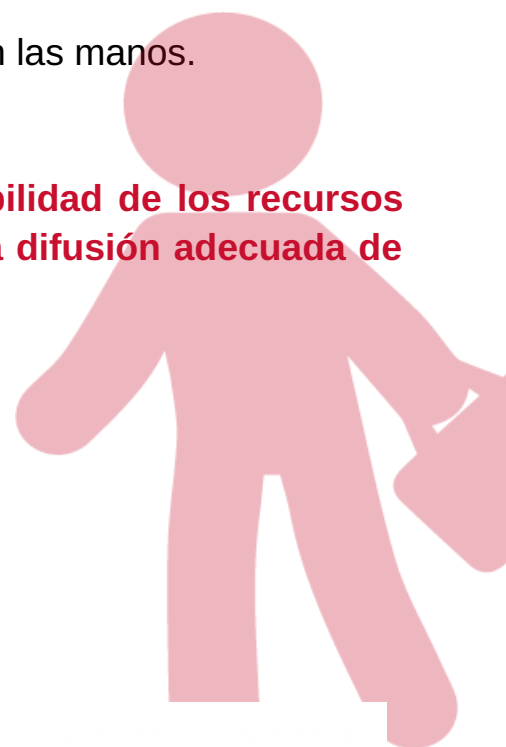 n las manos.
bilidad de los recursos
a difusión adecuada de